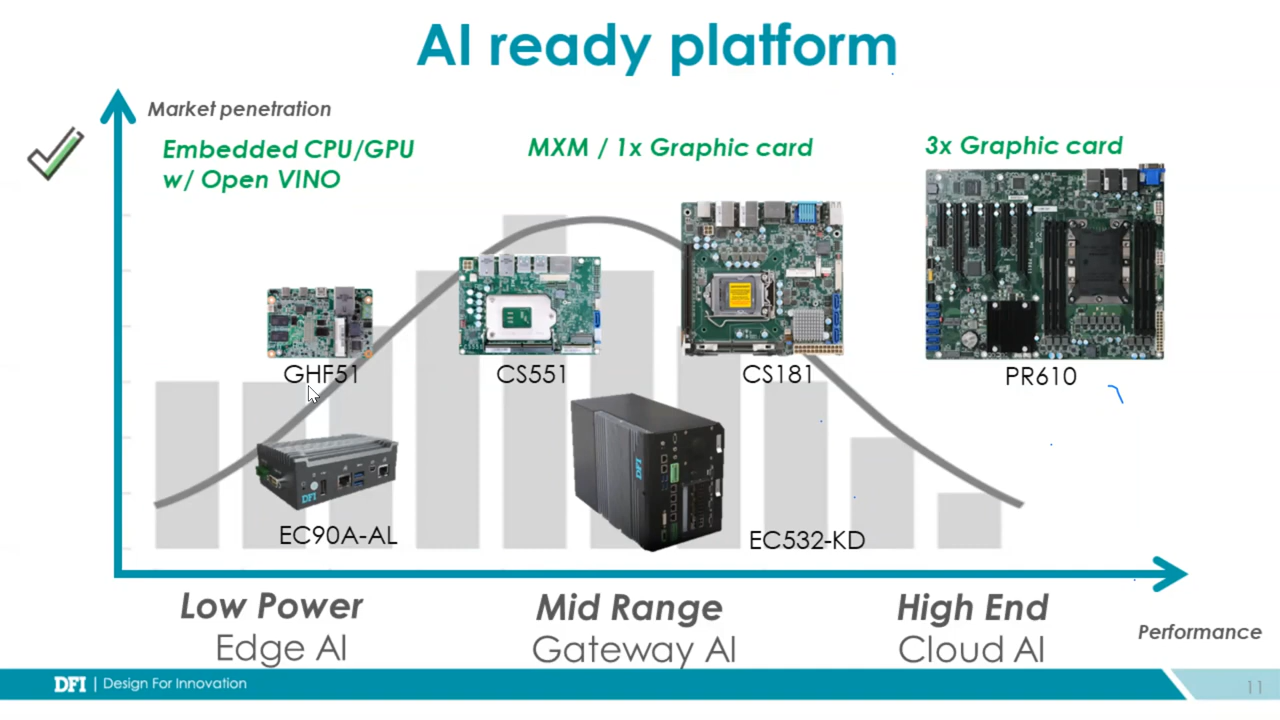 AI ready platform
Market penetration
Embedded CPU/GPU
w/ Open VINO
MXM / 1x Graphic card
3x Graphic card
GHF51
CS551
CS181
PR610
DFI
EC90A-AL
DFI
EC532-KD
Low Power
Edge AI
Mid Range
Gateway AI
High End
Cloud AI
Performance
DFI | Design For Innovation
11